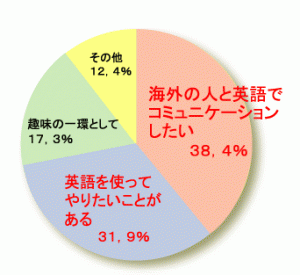 その他
12, 4%
海外の人と英語で
コミュニケーション
したい
38, 4%
趣味の一環として
17, 3%
英語を使って
やりたいことが
ある
31, 9%